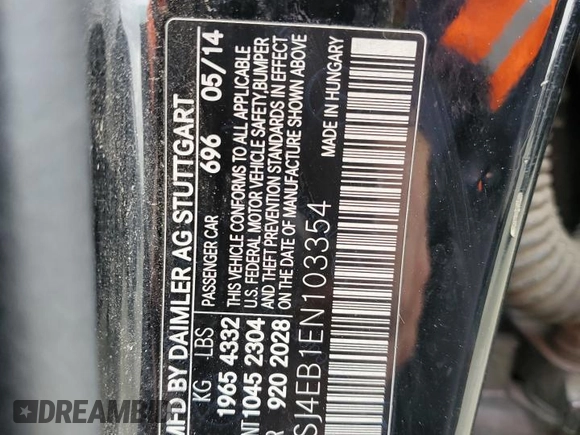 MFD BY DAIMLER AG STUTTGART
KG LBS PASSENGER CAR 696 05/14
1965 4332 THIS VEHICLE CONFORMS TO ALL APPLICABLE
U.S. FEDERAL MOTOR VEHICLE SAFETY, BUMPER
1045 2304 AND THEFT PREVENTION STANDARDS IN EFFECT
920 2028 ON THE DATE OF MANUFACTURE SHOWN ABOVE
SJ4EB1EN103354 MADE IN HUNGARY
DREAMBID